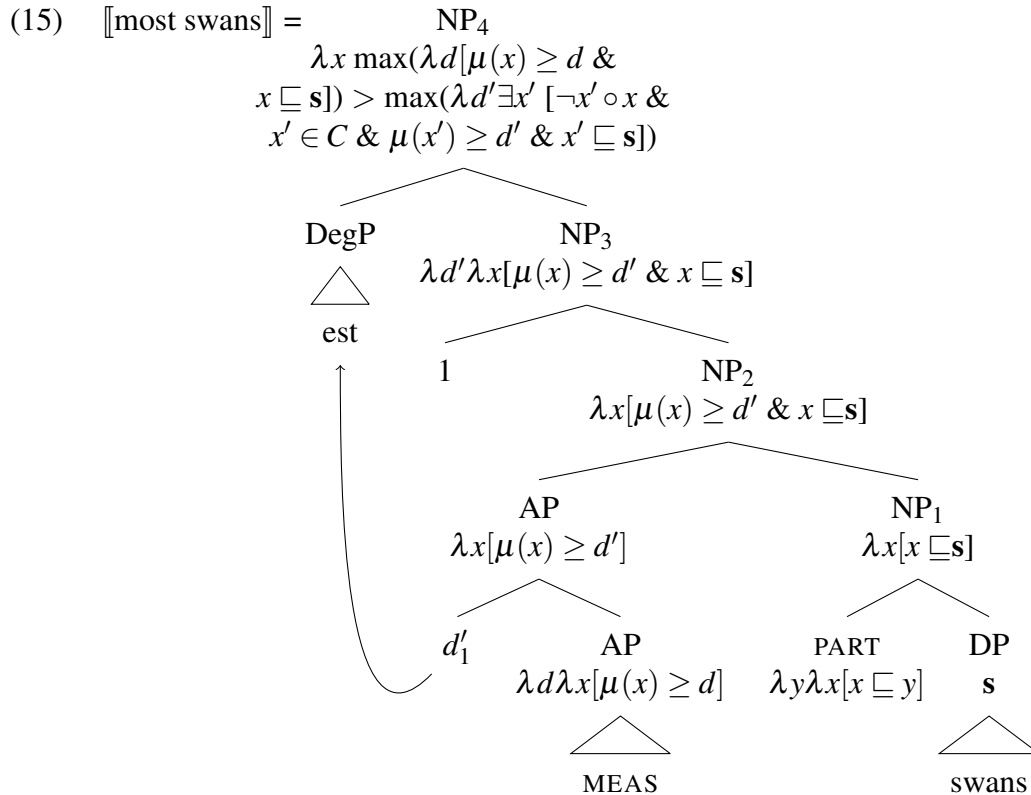 (15) ⟦most swans⟧ = NP₄
λx max(λd[μ(x) ≥ d &
x ⊑ s]) > max(λd′∃x′ [¬x′ ∘ x &
x′ ∈ C & μ(x′) ≥ d′ & x′ ⊑ s])
DegP NP₃
λd′λx[μ(x) ≥ d′ & x ⊑ s]
est
1 NP₂
λx[μ(x) ≥ d′ & x ⊑s]
AP NP₁
λx[μ(x) ≥ d′] λx[x ⊑s]
d′₁ AP PART DP
λdλx[μ(x) ≥ d] λyλx[x ⊑ y] s
MEAS swans